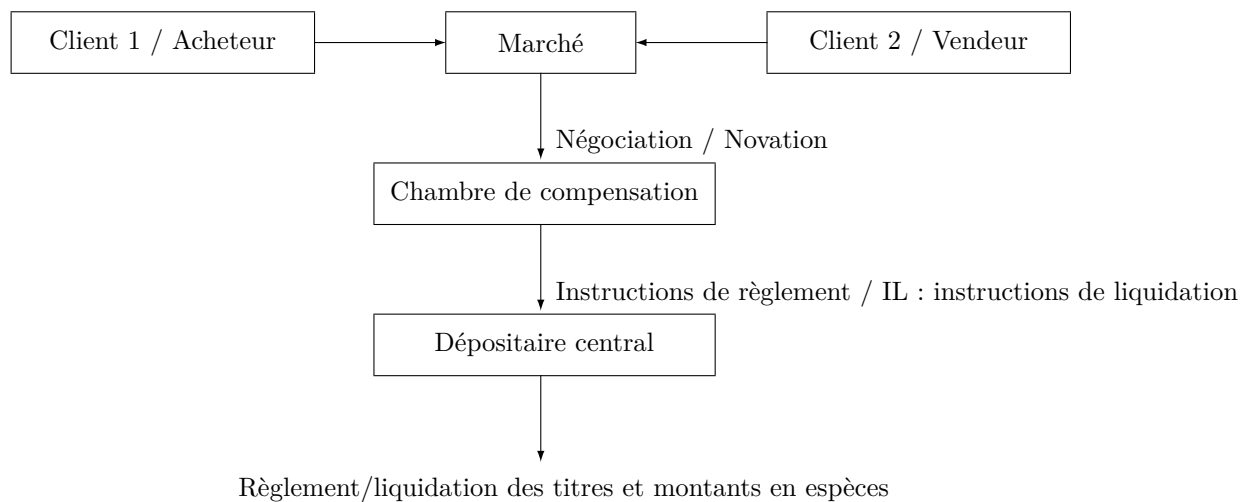 Client 1 / Acheteur
Marché
Client 2 / Vendeur
Négociation / Novation
Chambre de compensation
Instructions de règlement / IL : instructions de liquidation
Dépositaire central
Règlement/liquidation des titres et montants en espèces